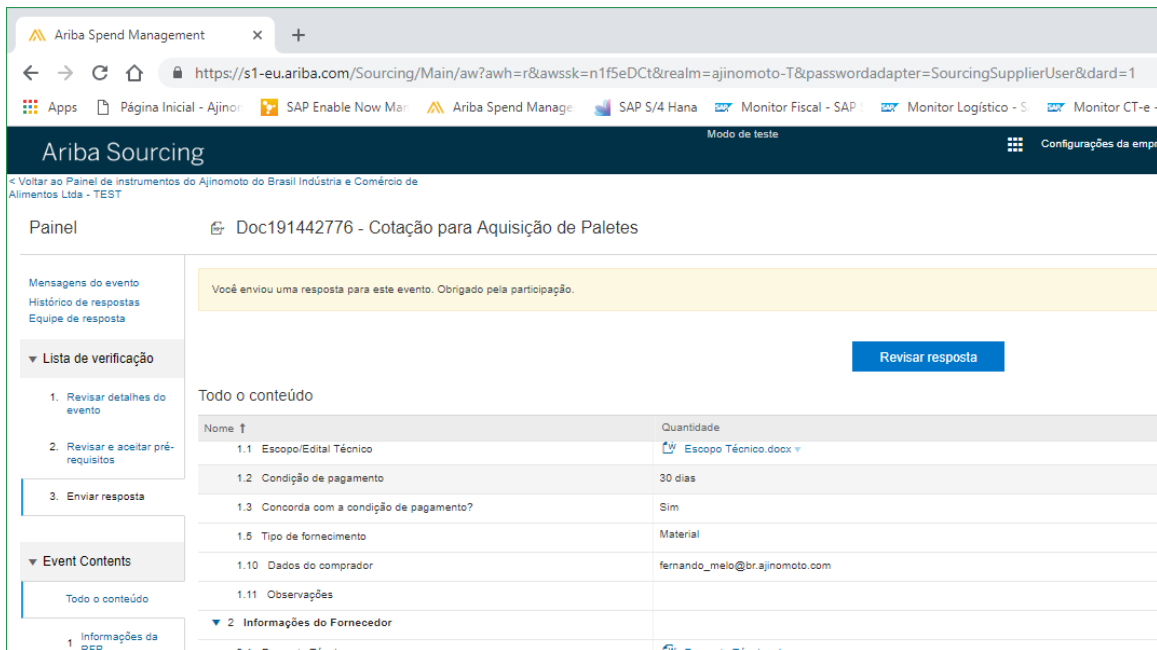 Ariba Spend Management
https://s1-eu.ariba.com/Sourcing/Main/aw?awh=r&awssk=n1f5eDCt&realm=ajinomoto-T&passwordadapter=SourcingSupplierUser&dard=1
Apps Página Inicial - Ajinor SAP Enable Now Man Ariba Spend Manage SAP S/4 Hana Monitor Fiscal - SAP S Monitor Logístico - S Monitor CT-e -
Modo de teste
Ariba Sourcing
Configurações da empr
< Voltar ao Painel de instrumentos do Ajinomoto do Brasil Indústria e Comércio de
Alimentos Ltda - TEST
Painel
Doc191442776 - Cotação para Aquisição de Paletes
Mensagens do evento
Histórico de respostas
Equipe de resposta
Você enviou uma resposta para este evento. Obrigado pela participação.
Lista de verificação
1. Revisar detalhes do
evento
2. Revisar e aceitar pré-
requisitos
3. Enviar resposta
Event Contents
Todo o conteúdo
1 Informações da
Revisar resposta
Todo o conteúdo
Nome ↑ Quantidade
1.1 Escopo/Edital Técnico Escopo Técnico.docx
1.2 Condição de pagamento 30 dias
1.3 Concorda com a condição de pagamento? Sim
1.5 Tipo de fornecimento Material
1.10 Dados do comprador fernando_melo@br.ajinomoto.com
1.11 Observações
2 Informações do Fornecedor